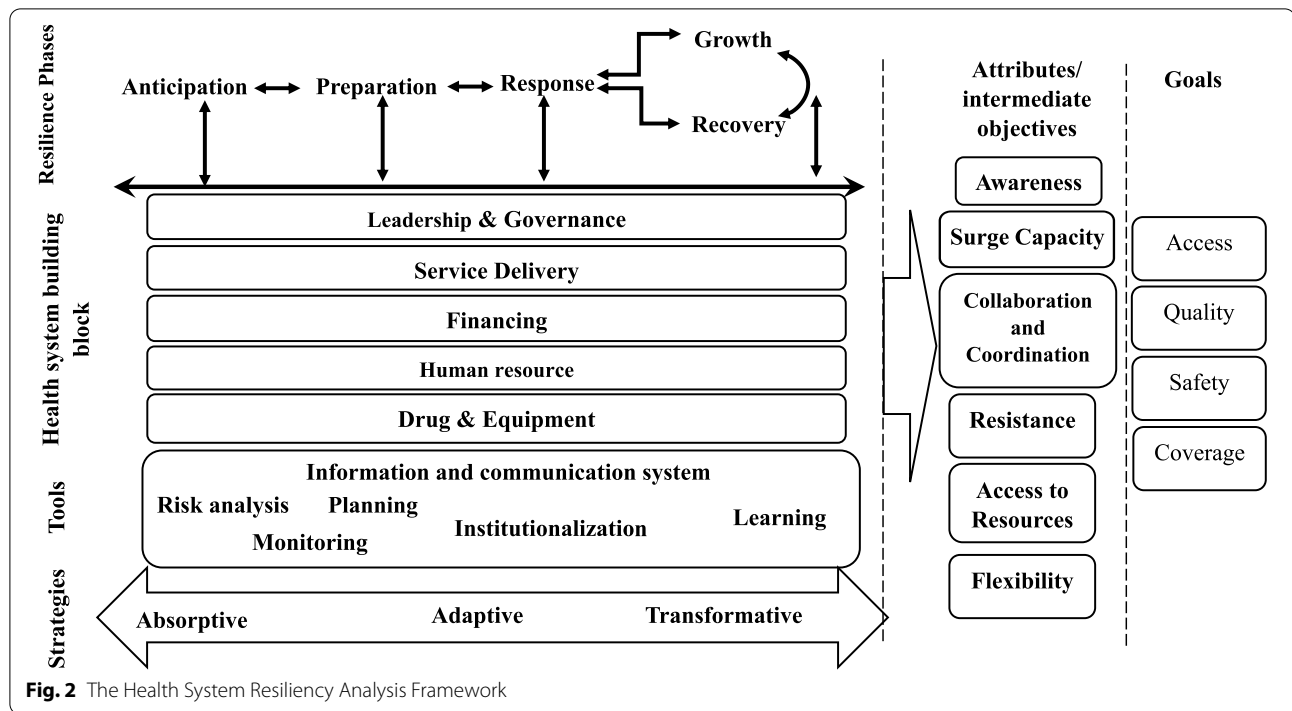 Resilience Phases
Anticipation
Preparation
Response
Growth
Recovery
Health system building
block
Leadership & Governance
Service Delivery
Financing
Human resource
Drug & Equipment
Tools
Information and communication system
Risk analysis
Planning
Monitoring
Institutionalization
Learning
Strategies
Absorptive
Adaptive
Transformative
Attributes/
intermediate
objectives
Awareness
Surge Capacity
Collaboration
and
Coordination
Resistance
Access to
Resources
Flexibility
Goals
Access
Quality
Safety
Coverage
Fig. 2 The Health System Resiliency Analysis Framework